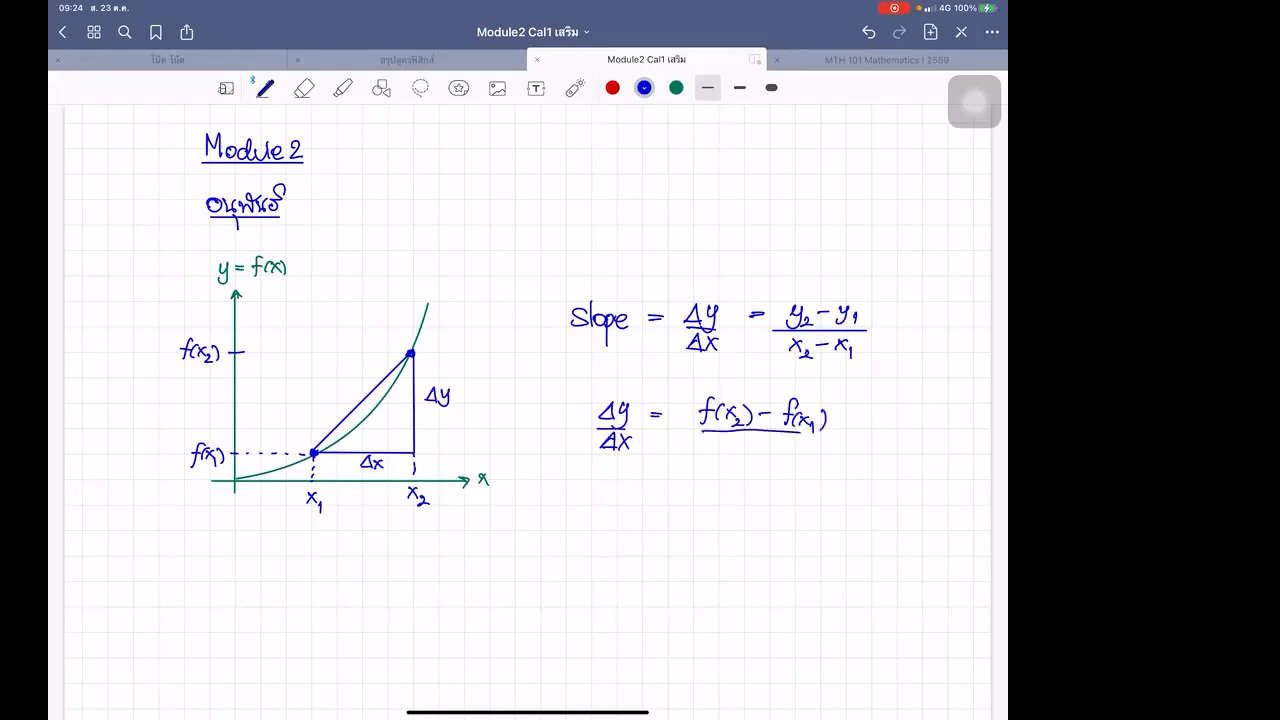 09:24 ส. 23 ต.ค.
4G 100%
Module2 Cal1 เสริม
โน๊ต โน๊ต
สรุปสูตรฟิสิกส์
Module2 Cal1 เสริม
MTH 101 Mathematics I 2559
Module 2
อนุพันธ์
y = f(x)
Slope = Δy/Δx = (y₂ − y₁)/(x₂ − x₁)
f(x₂)
Δy
Δy/Δx = f(x₂) − f(x₁)
f(x₁)
Δx
x
x₁ x₂